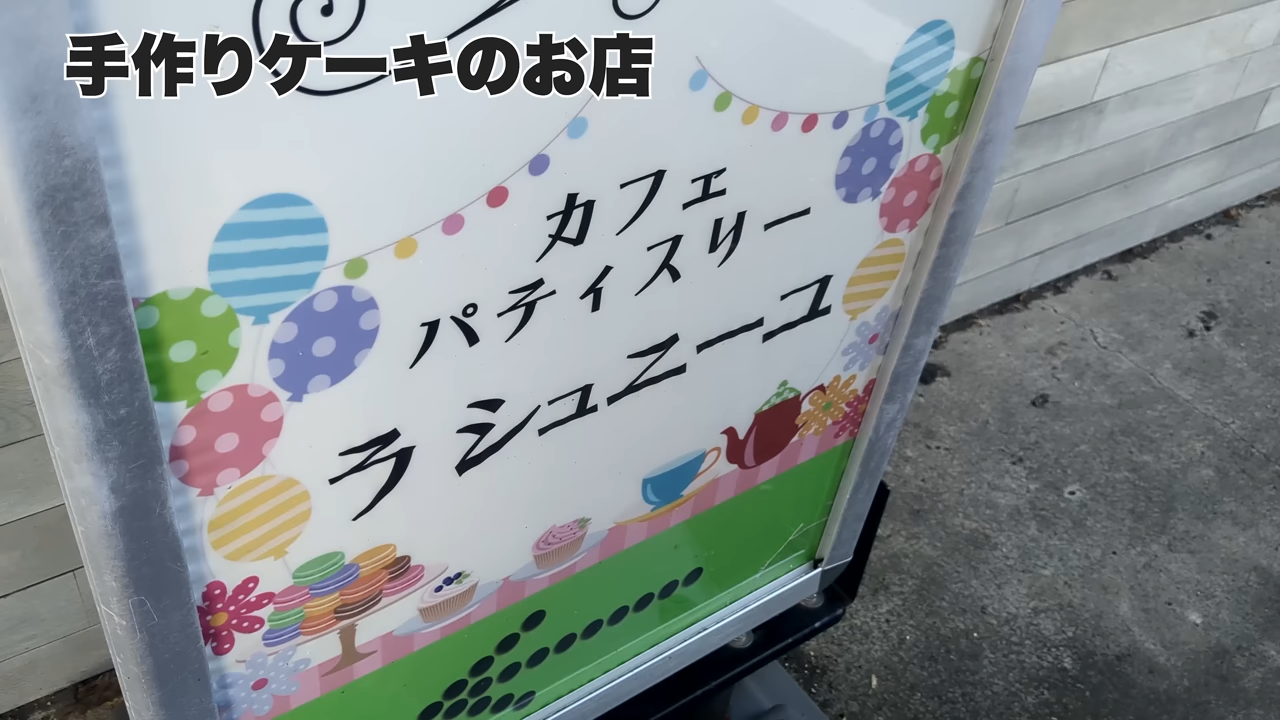 手作りケーキのお店
カフェ
パティスリー
ラ シュニーユ